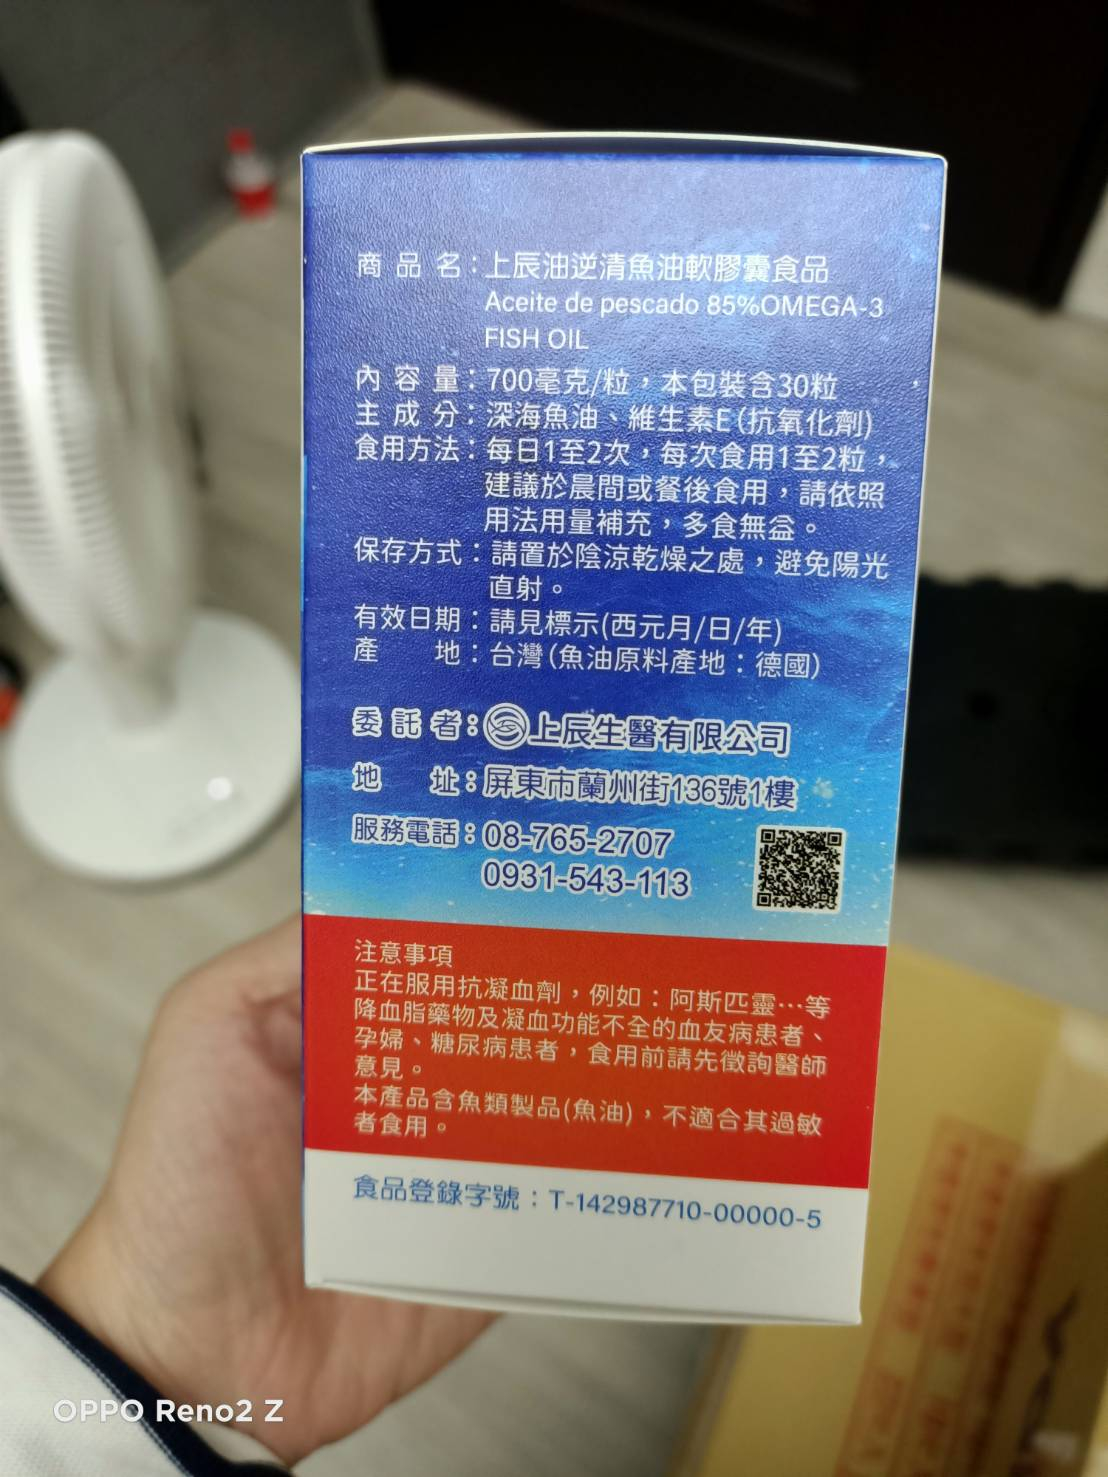 商品名：上辰油逆清魚油軟膠囊食品
Aceite de pescado 85%OMEGA-3
FISH OIL
內容量：700毫克/粒，本包裝含30粒
主成分：深海魚油、維生素E(抗氧化劑)
食用方法：每日1至2次，每次食用1至2粒，
建議於晨間或餐後食用，請依照
用法用量補充，多食無益。
保存方式：請置於陰涼乾燥之處，避免陽光
直射。
有效日期：請見標示(西元月/日/年)
產地：台灣(魚油原料產地：德國)
委託者：上辰生醫有限公司
地址：屏東市蘭州街136號1樓
服務電話：08-765-2707
0931-543-113
注意事項
正在服用抗凝血劑，例如：阿斯匹靈…等
降血脂藥物及凝血功能不全的血友病患者、
孕婦、糖尿病患者，食用前請先徵詢醫師
意見。
本產品含魚類製品(魚油)，不適合其過敏
者食用。
食品登錄字號：T-142987710-00000-5
OPPO Reno2 Z